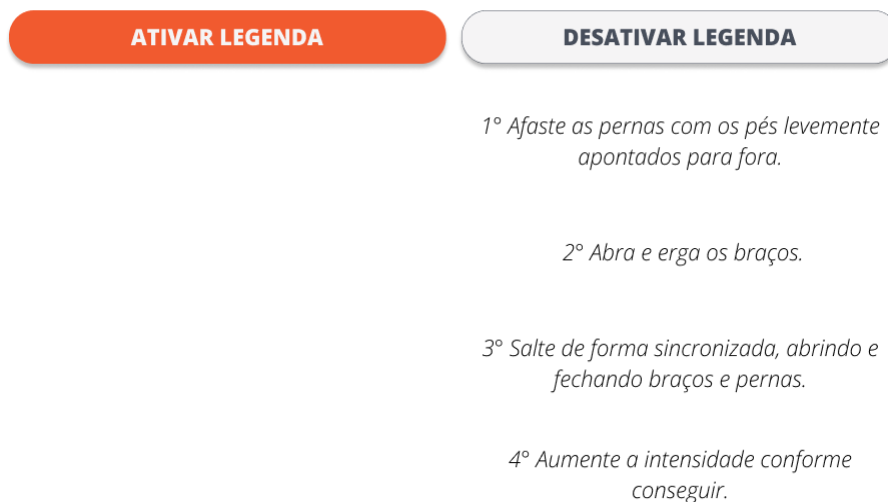 ATIVAR LEGENDA
DESATIVAR LEGENDA
1° Afaste as pernas com os pés levemente
apontados para fora.
2° Abra e erga os braços.
3° Salte de forma sincronizada, abrindo e
fechando braços e pernas.
4° Aumente a intensidade conforme
conseguir.